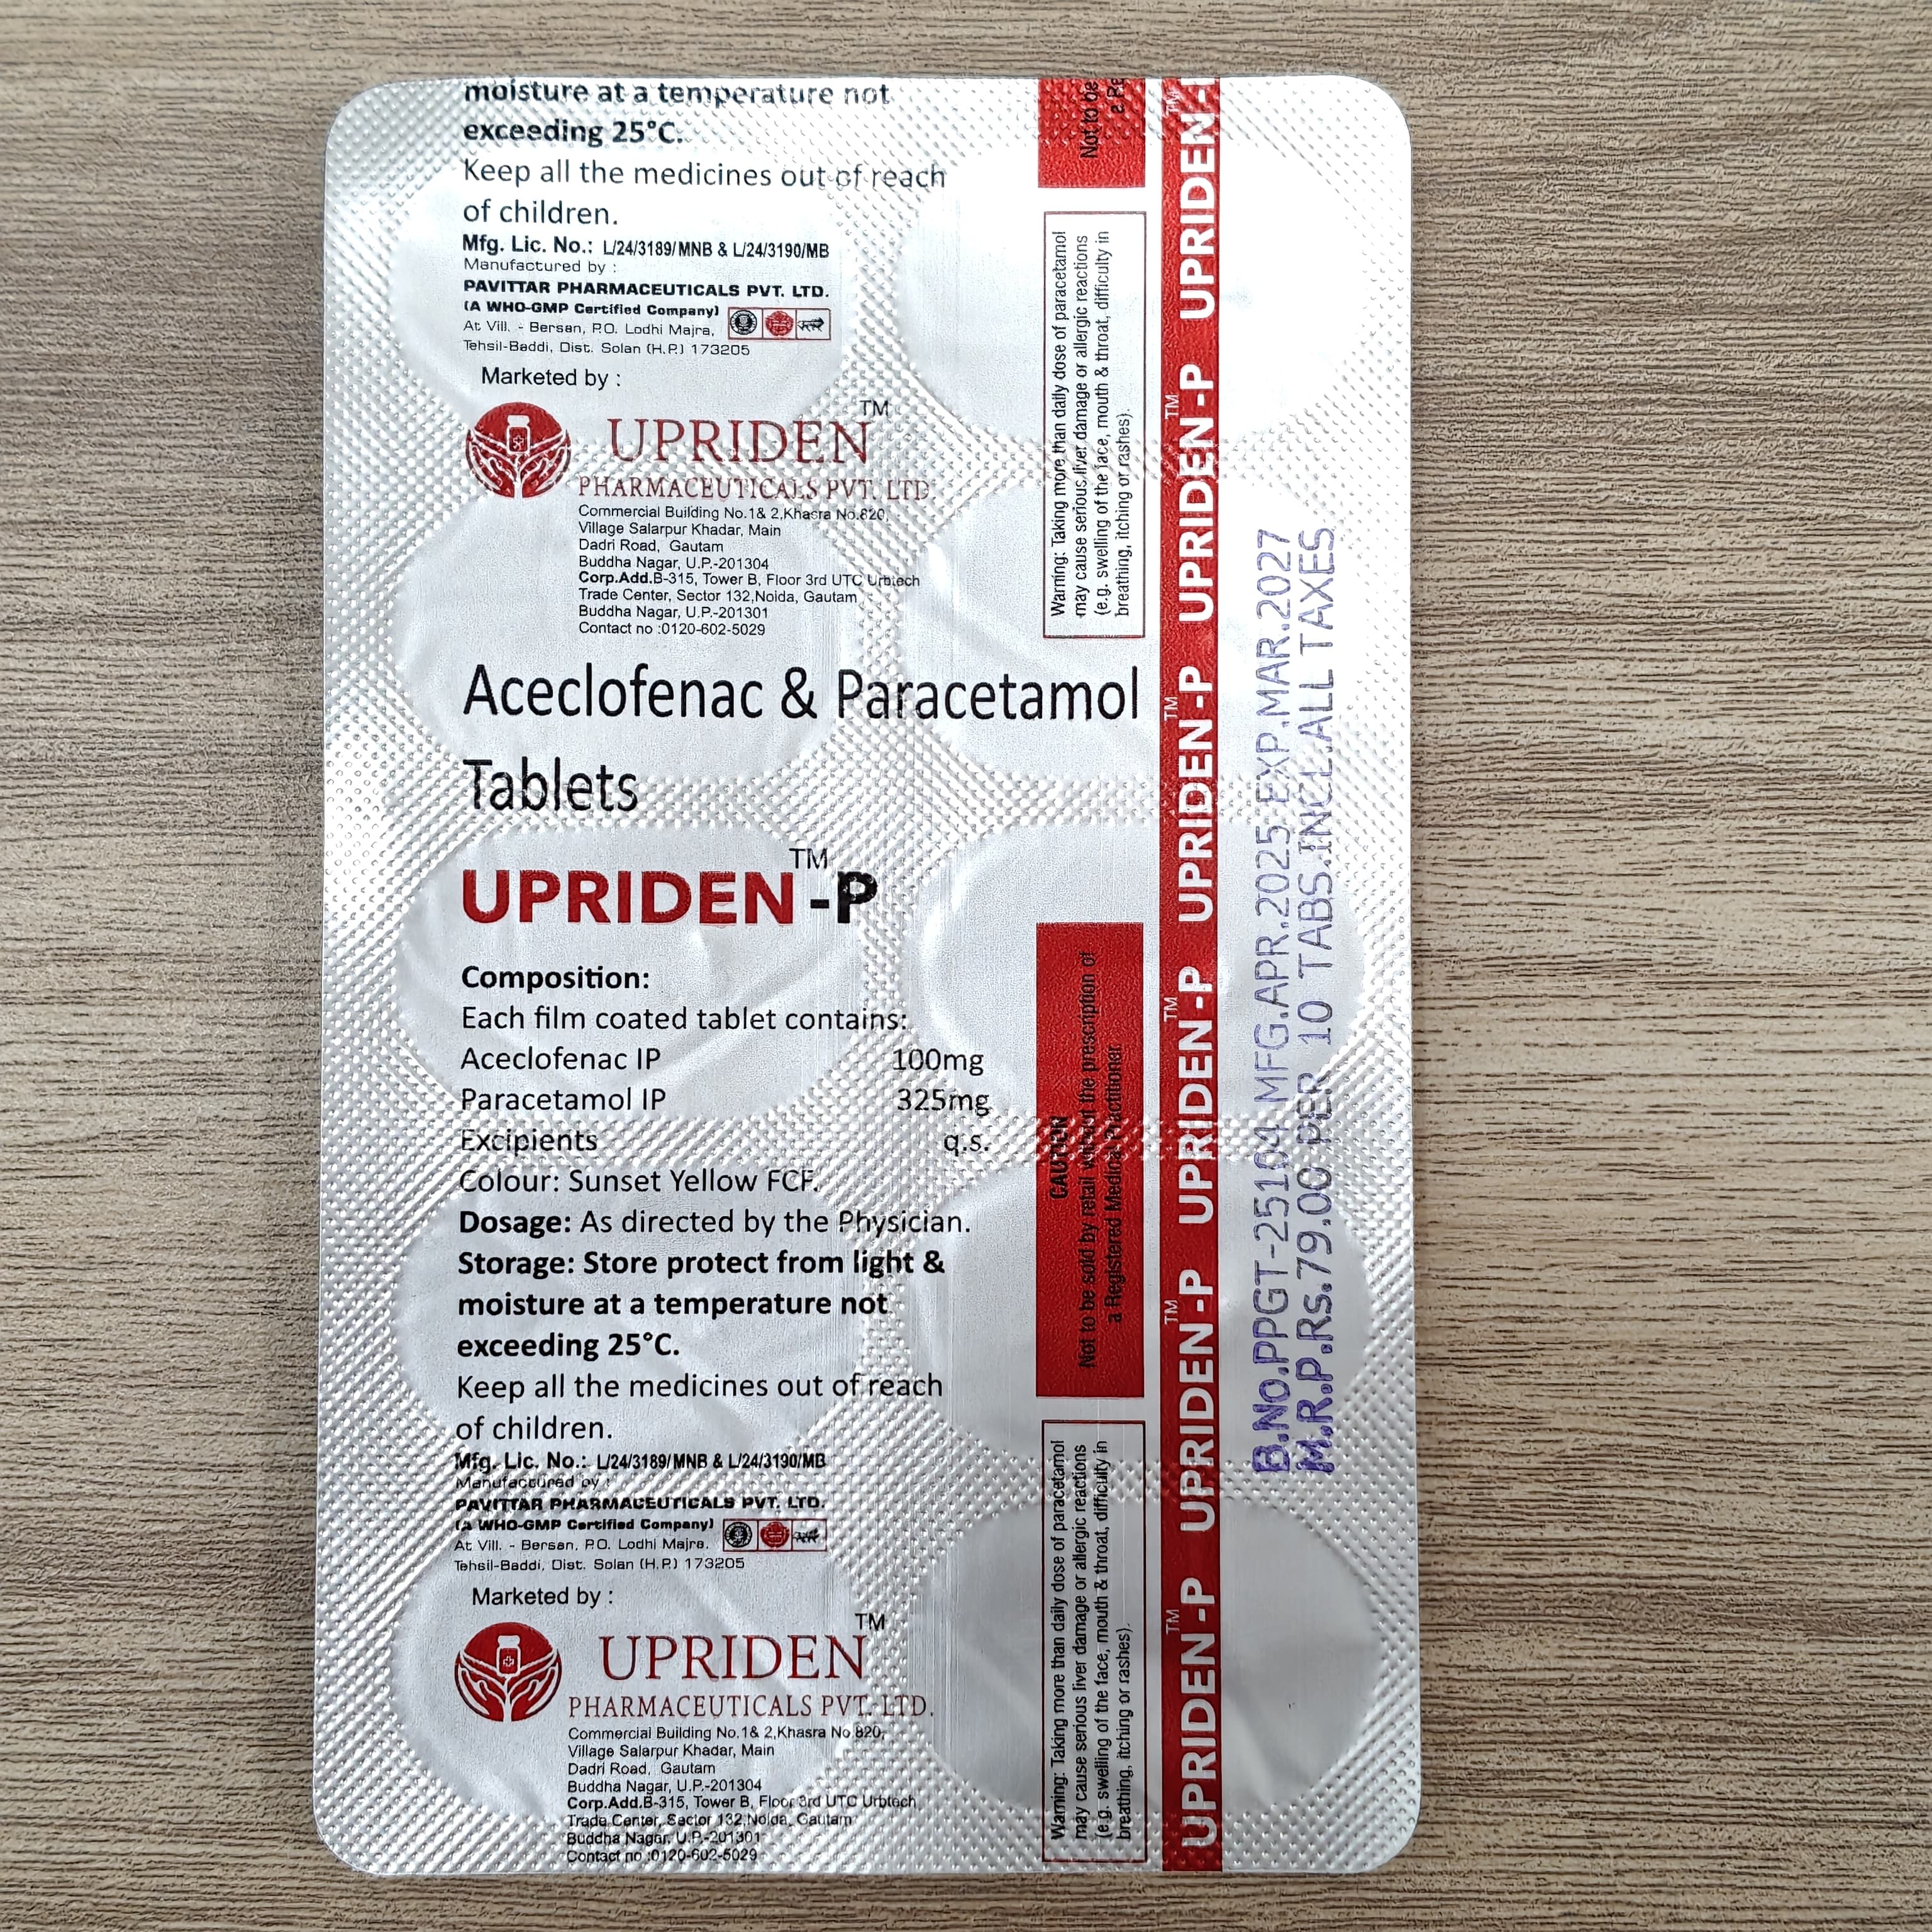 moisture at a temperature not
exceeding 25°C.
Keep all the medicines out of reach
of children.
Mfg. Lic. No.: L/24/3189/MNB & L/24/3190/MB
Manufactured by :
PAVITTAR PHARMACEUTICALS PVT. LTD.
(A WHO-GMP Certified Company)
At Vill. - Bersan, P.O. Lodhi Majra,
Tehsil-Baddi, Dist. Solan (H.P.) 173205
Marketed by :
UPRIDEN™
PHARMACEUTICALS PVT. LTD.
Commercial Building No.1& 2,Khasra No.820,
Village Salarpur Khadar, Main
Dadri Road, Gautam
Buddha Nagar, U.P.-201304
Corp.Add.B-315, Tower B, Floor 3rd UTC Urbtech
Trade Center, Sector 132,Noida, Gautam
Buddha Nagar, U.P.-201301
Contact no :0120-602-5029
Aceclofenac & Paracetamol
Tablets
UPRIDEN™-P
Composition:
Each film coated tablet contains:
Aceclofenac IP 100mg
Paracetamol IP 325mg
Excipients q.s.
Colour: Sunset Yellow FCF.
Dosage: As directed by the Physician.
Storage: Store protect from light &
moisture at a temperature not
exceeding 25°C.
Keep all the medicines out of reach
of children.
Mfg. Lic. No.: L/24/3189/MNB & L/24/3190/MB
Manufactured by :
PAVITTAR PHARMACEUTICALS PVT. LTD.
(A WHO-GMP Certified Company)
At Vill. - Bersan, P.O. Lodhi Majra,
Tehsil-Baddi, Dist. Solan (H.P.) 173205
Marketed by :
UPRIDEN™
PHARMACEUTICALS PVT. LTD.
Commercial Building No.1& 2,Khasra No.820,
Village Salarpur Khadar, Main
Dadri Road, Gautam
Buddha Nagar, U.P.-201304
Corp.Add.B-315, Tower B, Floor 3rd UTC Urbtech
Trade Center, Sector 132,Noida, Gautam
Buddha Nagar, U.P.-201301
Contact no :0120-602-5029
Not to be
a Re
Warning: Taking more than daily dose of paracetamol
may cause serious liver damage or allergic reactions
(e.g. swelling of the face, mouth & throat, difficulty in
breathing, itching or rashes).
CAUTION
Not to be sold by retail without the prescription of
a Registered Medical Practitioner.
Warning: Taking more than daily dose of paracetamol
may cause serious liver damage or allergic reactions
(e.g. swelling of the face, mouth & throat, difficulty in
breathing, itching or rashes).
UPRIDEN™-P UPRIDEN™-P UPRIDEN™-P UPRIDEN™-P UPRIDEN™-P UPRIDEN™-
B.No.PPGT-25104 MFG.APR.2025 EXP.MAR.2027
M.R.P.Rs.79.00 PER 10 TABS.INCL.ALL TAXES